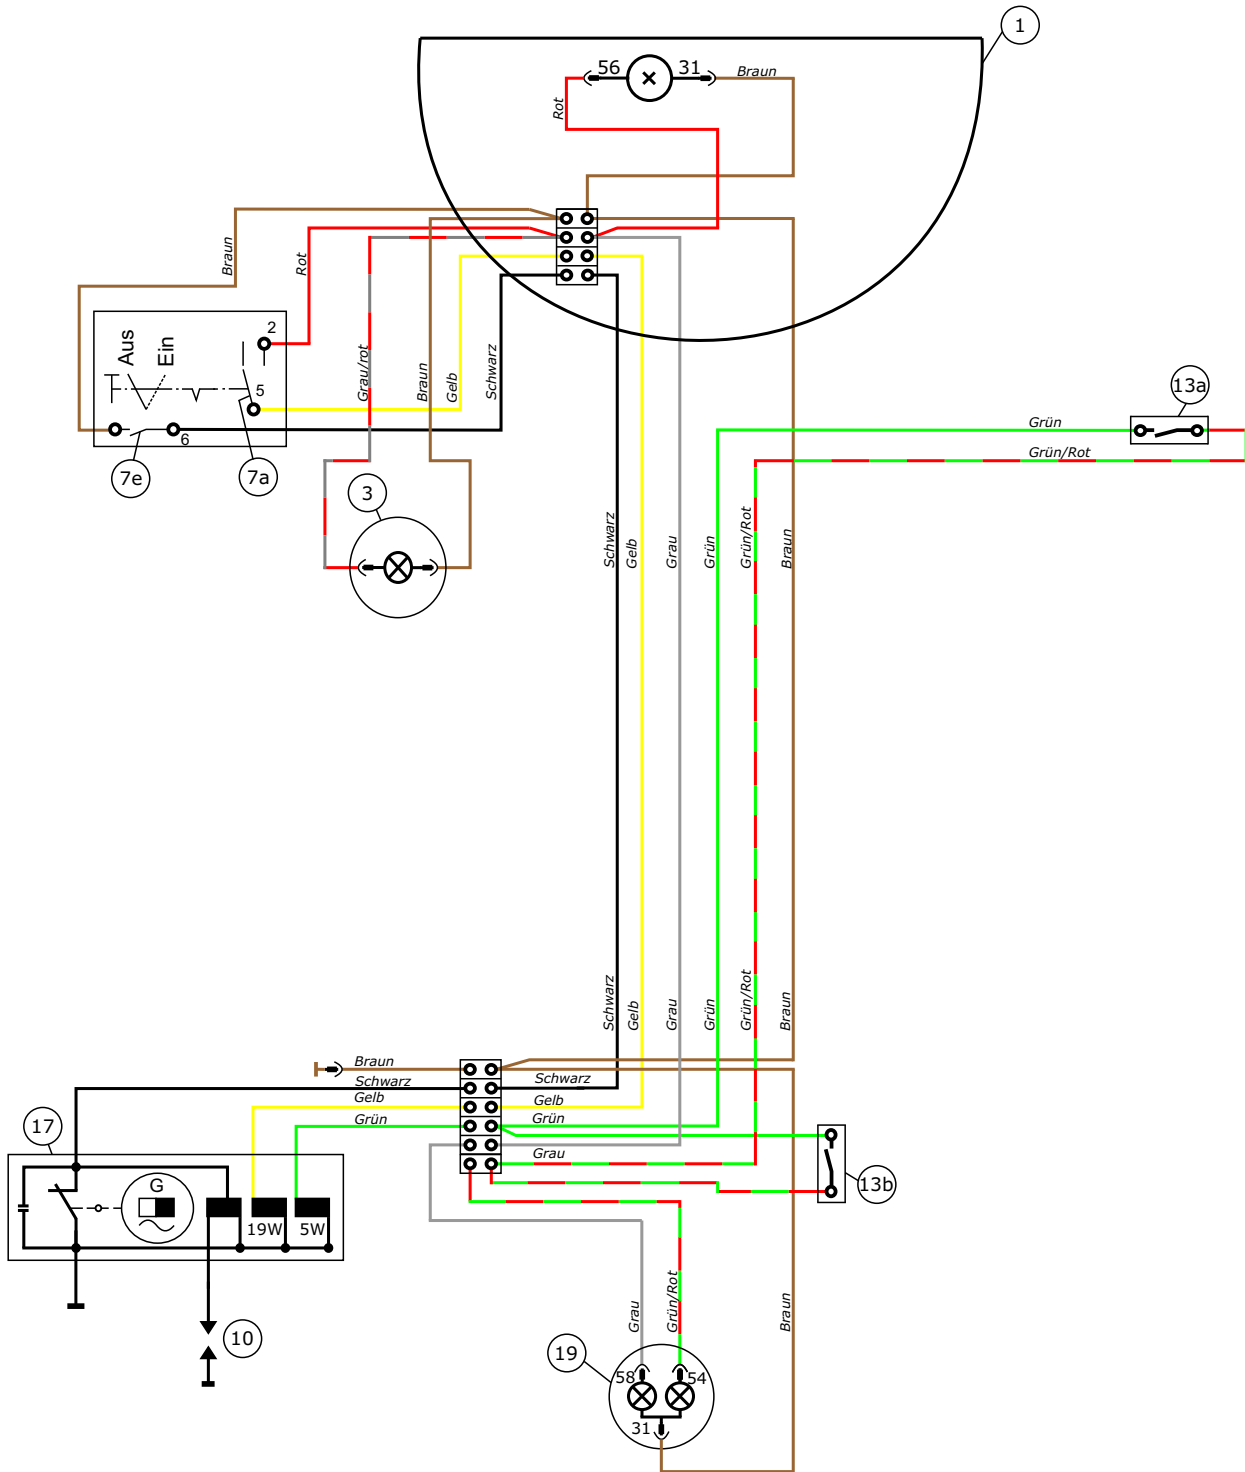 1
56
31
Braun
Rot
Braun
Rot
Aus
Ein
2
5
6
7e
7a
Grau/rot
Braun
Gelb
Schwarz
3
13a
Grün
Grün/Rot
Schwarz
Gelb
Grau
Grün
Grün/Rot
Braun
Schwarz
Gelb
Grau
Grün
Grün/Rot
Braun
Braun
Schwarz
Gelb
Grün
Schwarz
Gelb
Grün
Grau
17
G
19W
5W
13b
10
Grau
Grün/Rot
Braun
19
58
54
31